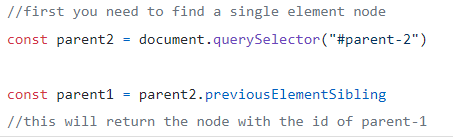 //first you need to find a single element node
const parent2 = document.querySelector("#parent-2")
const parent1 = parent2.previousElementSibling
//this will return the node with the id of parent-1